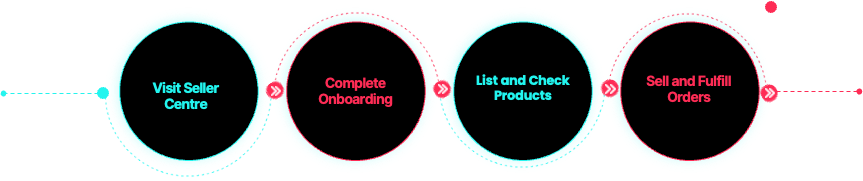 Visit Seller
Centre
Complete
Onboarding
List and Check
Products
Sell and Fulfill
Orders